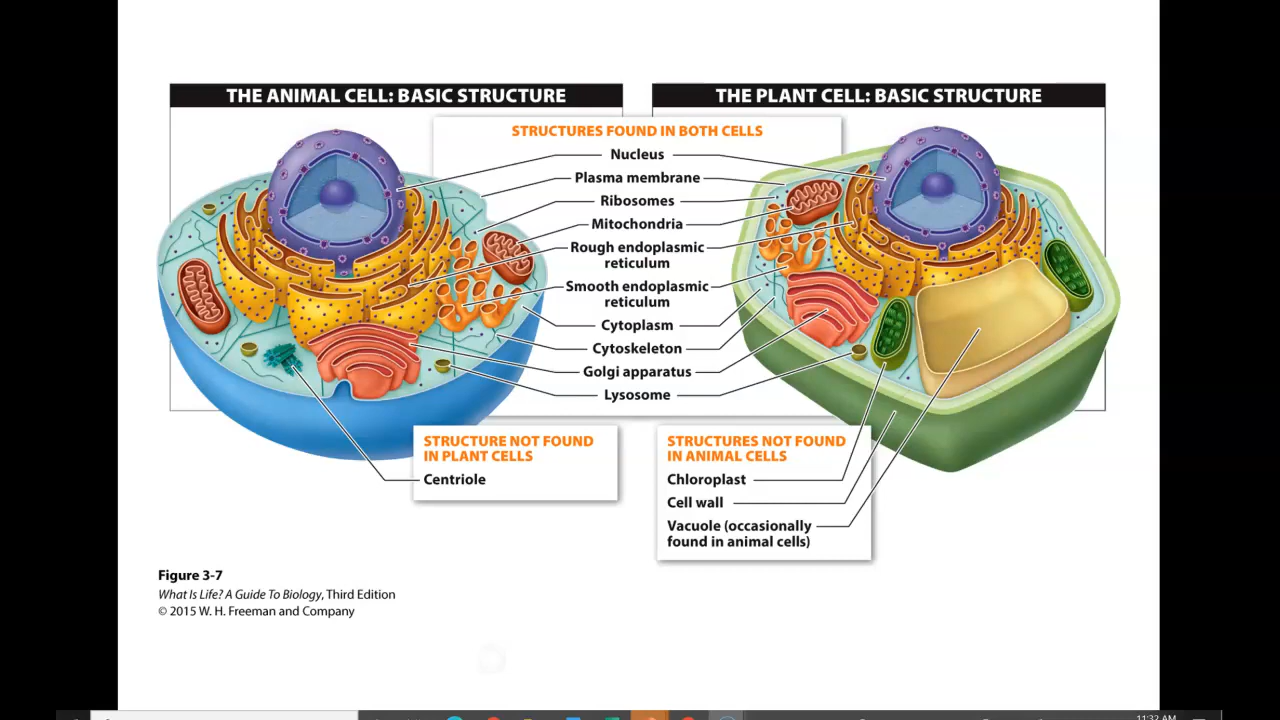 THE ANIMAL CELL: BASIC STRUCTURE
THE PLANT CELL: BASIC STRUCTURE
STRUCTURES FOUND IN BOTH CELLS
Nucleus
Plasma membrane
Ribosomes
Mitochondria
Rough endoplasmic
reticulum
Smooth endoplasmic
reticulum
Cytoplasm
Cytoskeleton
Golgi apparatus
Lysosome
STRUCTURE NOT FOUND
IN PLANT CELLS
Centriole
STRUCTURES NOT FOUND
IN ANIMAL CELLS
Chloroplast
Cell wall
Vacuole (occasionally
found in animal cells)
Figure 3-7
What Is Life? A Guide To Biology, Third Edition
© 2015 W. H. Freeman and Company
11:32 AM